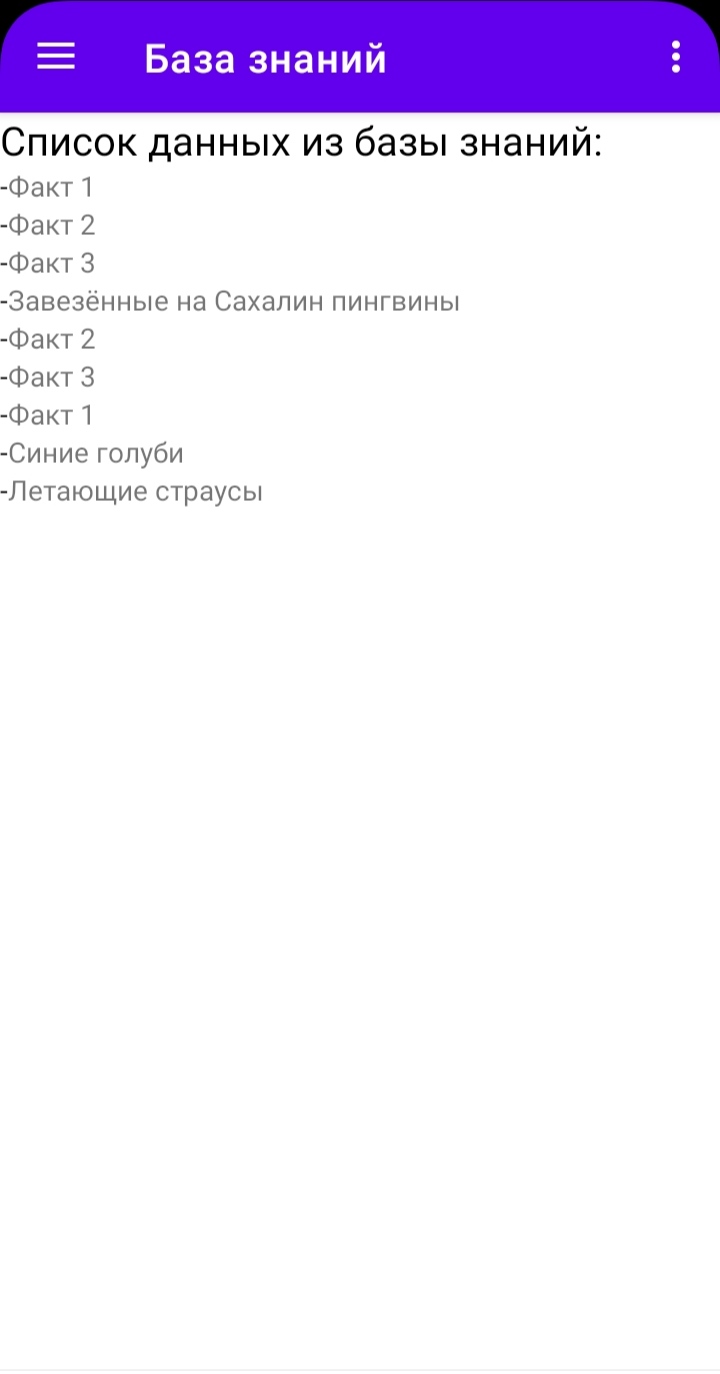 База знаний
Список данных из базы знаний:
-Факт 1
-Факт 2
-Факт 3
-Завезённые на Сахалин пингвины
-Факт 2
-Факт 3
-Факт 1
-Синие голуби
-Летающие страусы